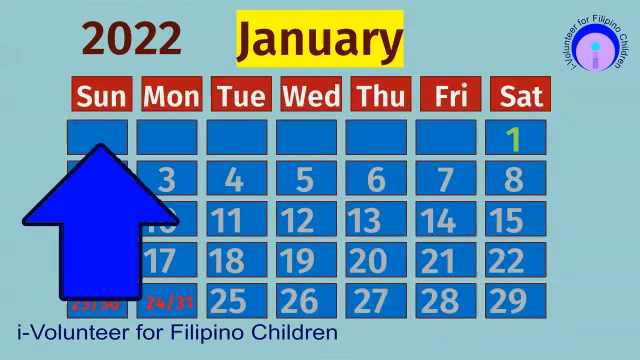 2022 January
i-Volunteer for Filipino Children
Sun Mon Tue Wed Thu Fri Sat
1
3 4 5 6 7 8
10 11 12 13 14 15
17 18 19 20 21 22
23/30 24/31 25 26 27 28 29
i-Volunteer for Filipino Children